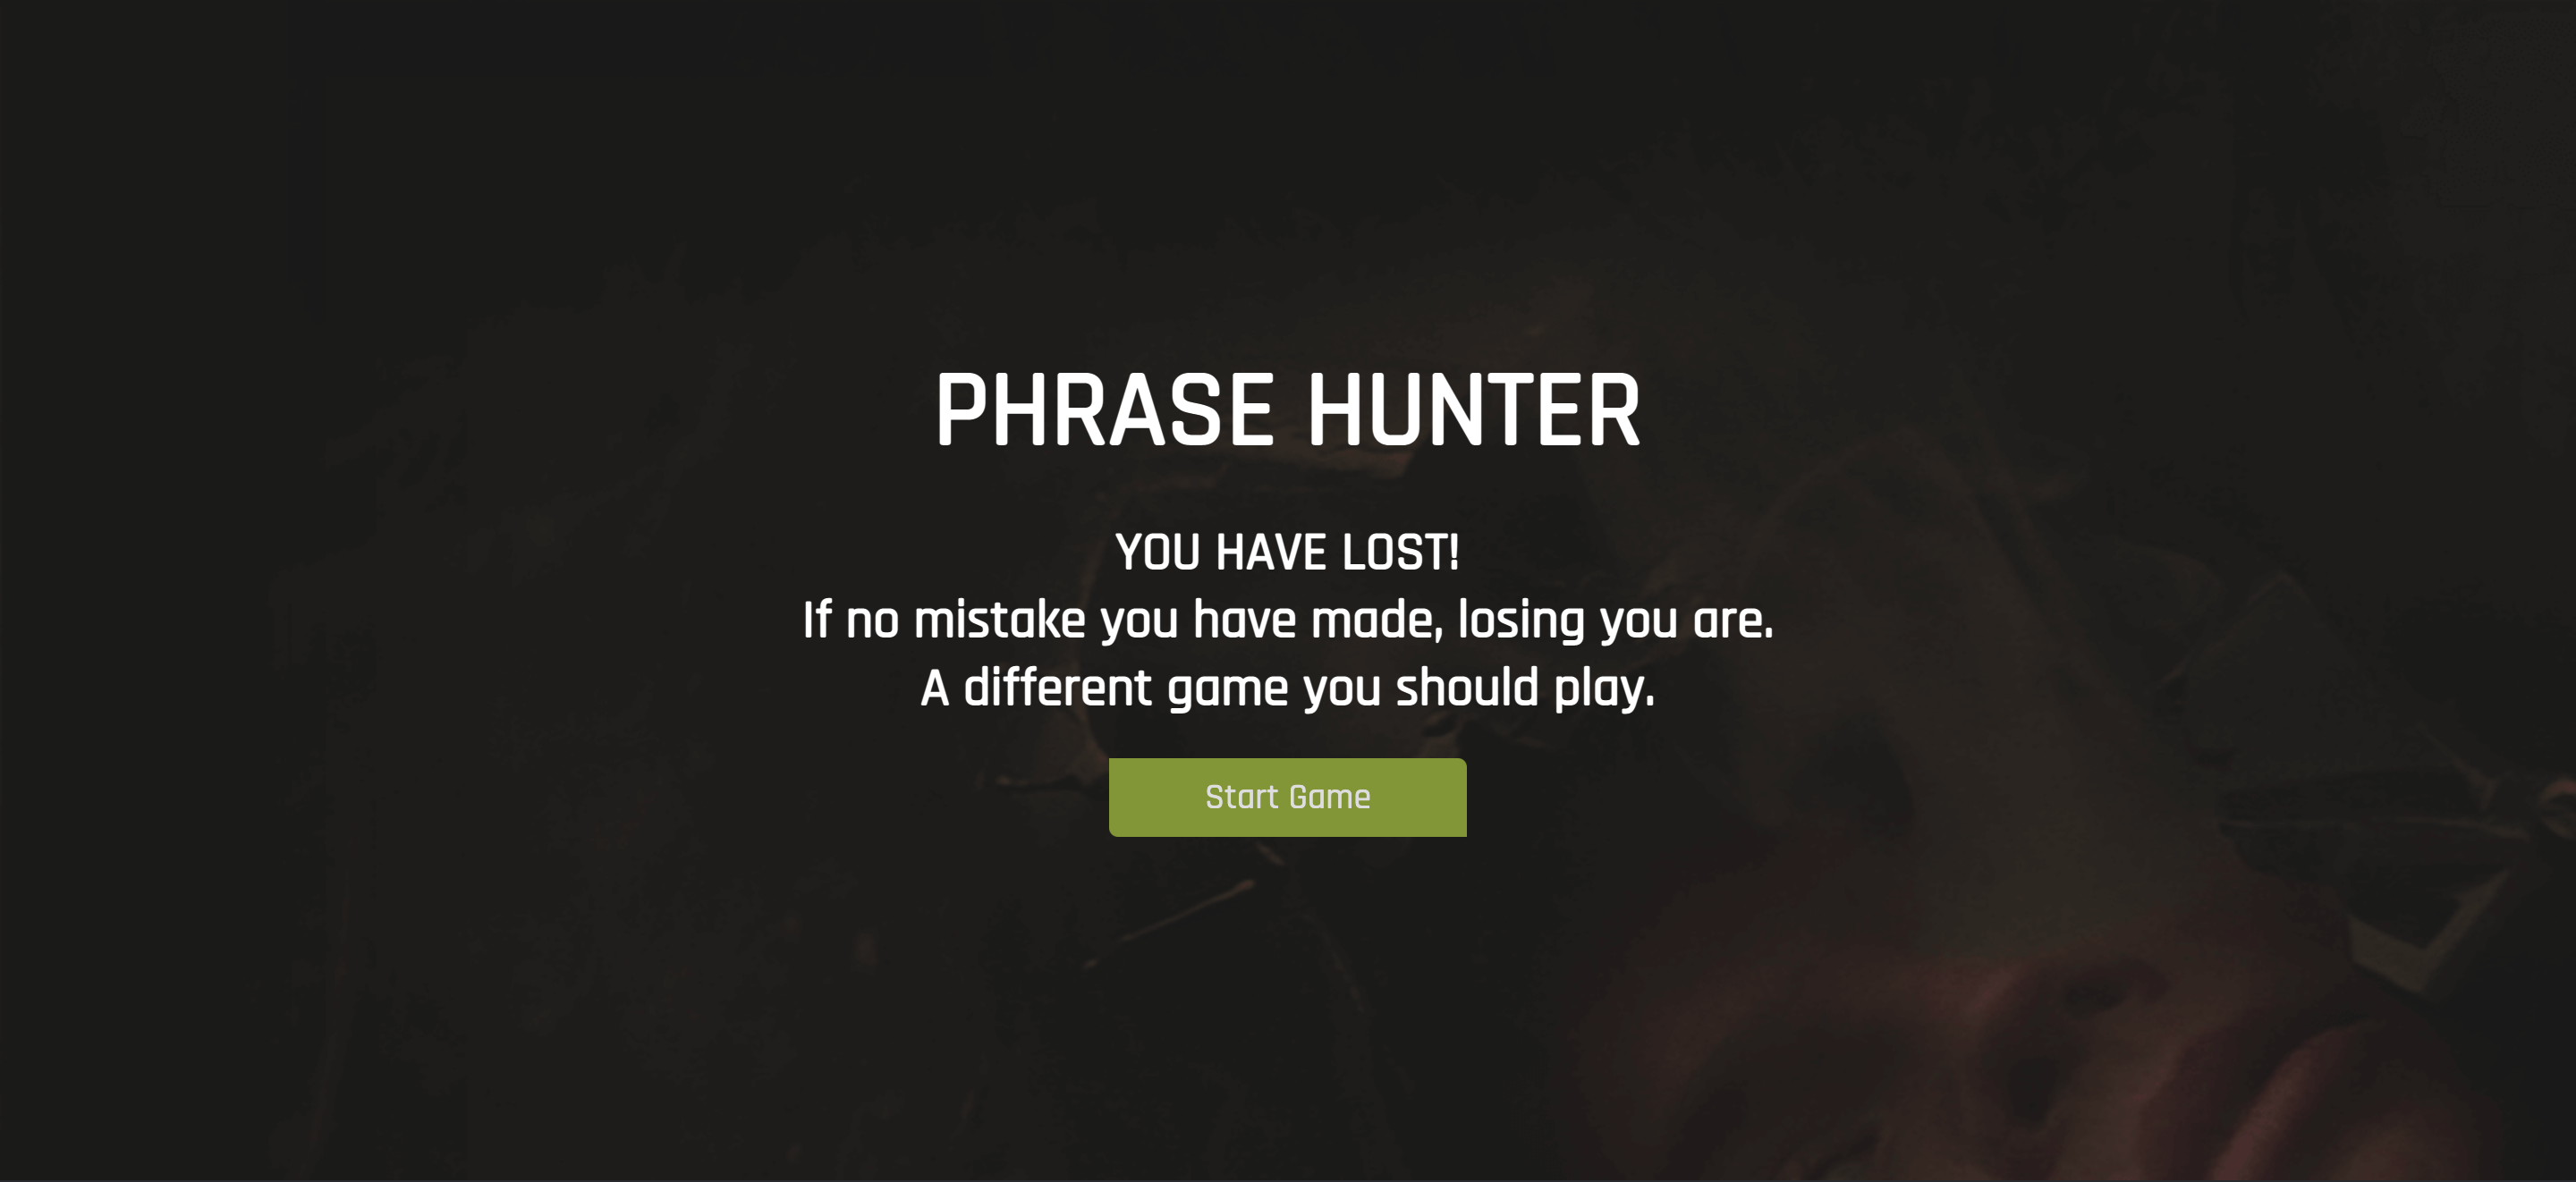 PHRASE HUNTER
YOU HAVE LOST!
If no mistake you have made, losing you are.
A different game you should play.
Start Game